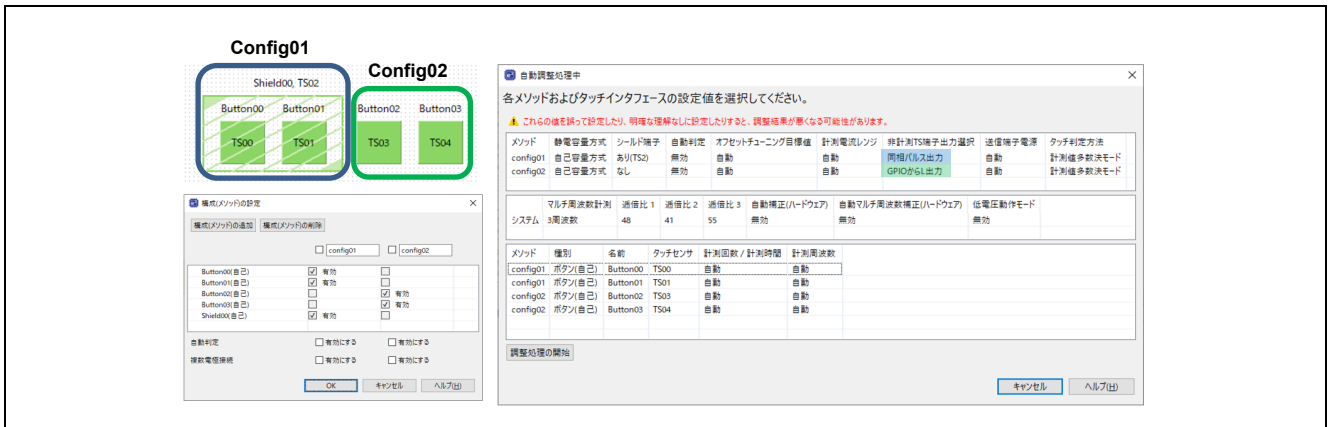 Config01
Config02
Shield00, TS02
Button00 Button01 Button02 Button03
TS00 TS01 TS03 TS04
構成(メソッド)の設定
構成(メソッド)の追加 構成(メソッド)の削除
config01 config02
Button00(自己) 有効
Button01(自己) 有効
Button02(自己) 有効
Button03(自己) 有効
Shield00(自己) 有効
自動判定 有効にする 有効にする
複数電極接続 有効にする 有効にする
OK キャンセル ヘルプ(H)
自動調整処理中
各メソッドおよびタッチインタフェースの設定値を選択してください。
これらの値を誤って設定したり、明確な理解なしに設定したりすると、調整結果が悪くなる可能性があります。
メソッド 静電容量方式 シールド端子 自動判定 オフセットチューニング目標値 計測電流レンジ 非計測TS端子出力選択 送信端子電源 タッチ判定方法
config01 自己容量方式 あり(TS2) 無効 自動 自動 同相パルス出力 自動 計測値多数決モード
config02 自己容量方式 なし 無効 自動 自動 GPIOからL出力 自動 計測値多数決モード
マルチ周波数計測 逓倍比 1 逓倍比 2 逓倍比 3 自動補正(ハードウェア) 自動マルチ周波数補正(ハードウェア) 低電圧動作モード
システム 3周波数 48 41 55 無効 無効 無効
メソッド 種別 名前 タッチセンサ 計測回数 / 計測時間 計測周波数
config01 ボタン(自己) Button00 TS00 自動 自動
config01 ボタン(自己) Button01 TS01 自動 自動
config02 ボタン(自己) Button02 TS03 自動 自動
config02 ボタン(自己) Button03 TS04 自動 自動
調整処理の開始
キャンセル ヘルプ(H)